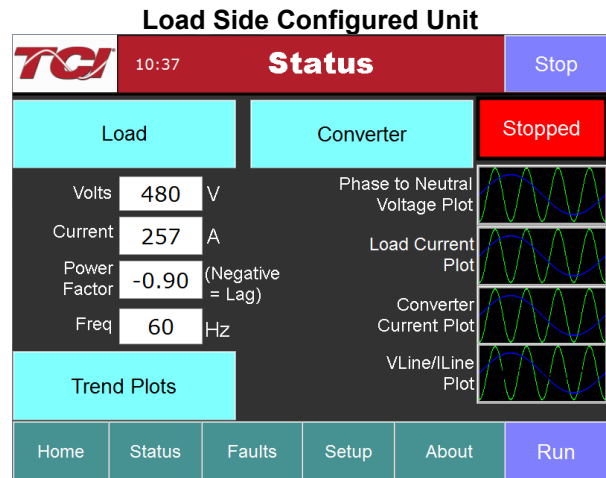 Load Side Configured Unit
TCI 10:37 Status Stop
Load Converter Stopped
Volts 480 V
Current 257 A
Power Factor -0.90 (Negative = Lag)
Freq 60 Hz
Phase to Neutral
Voltage Plot
Load Current
Plot
Converter
Current Plot
VLine/ILine
Plot
Trend Plots
Home Status Faults Setup About Run